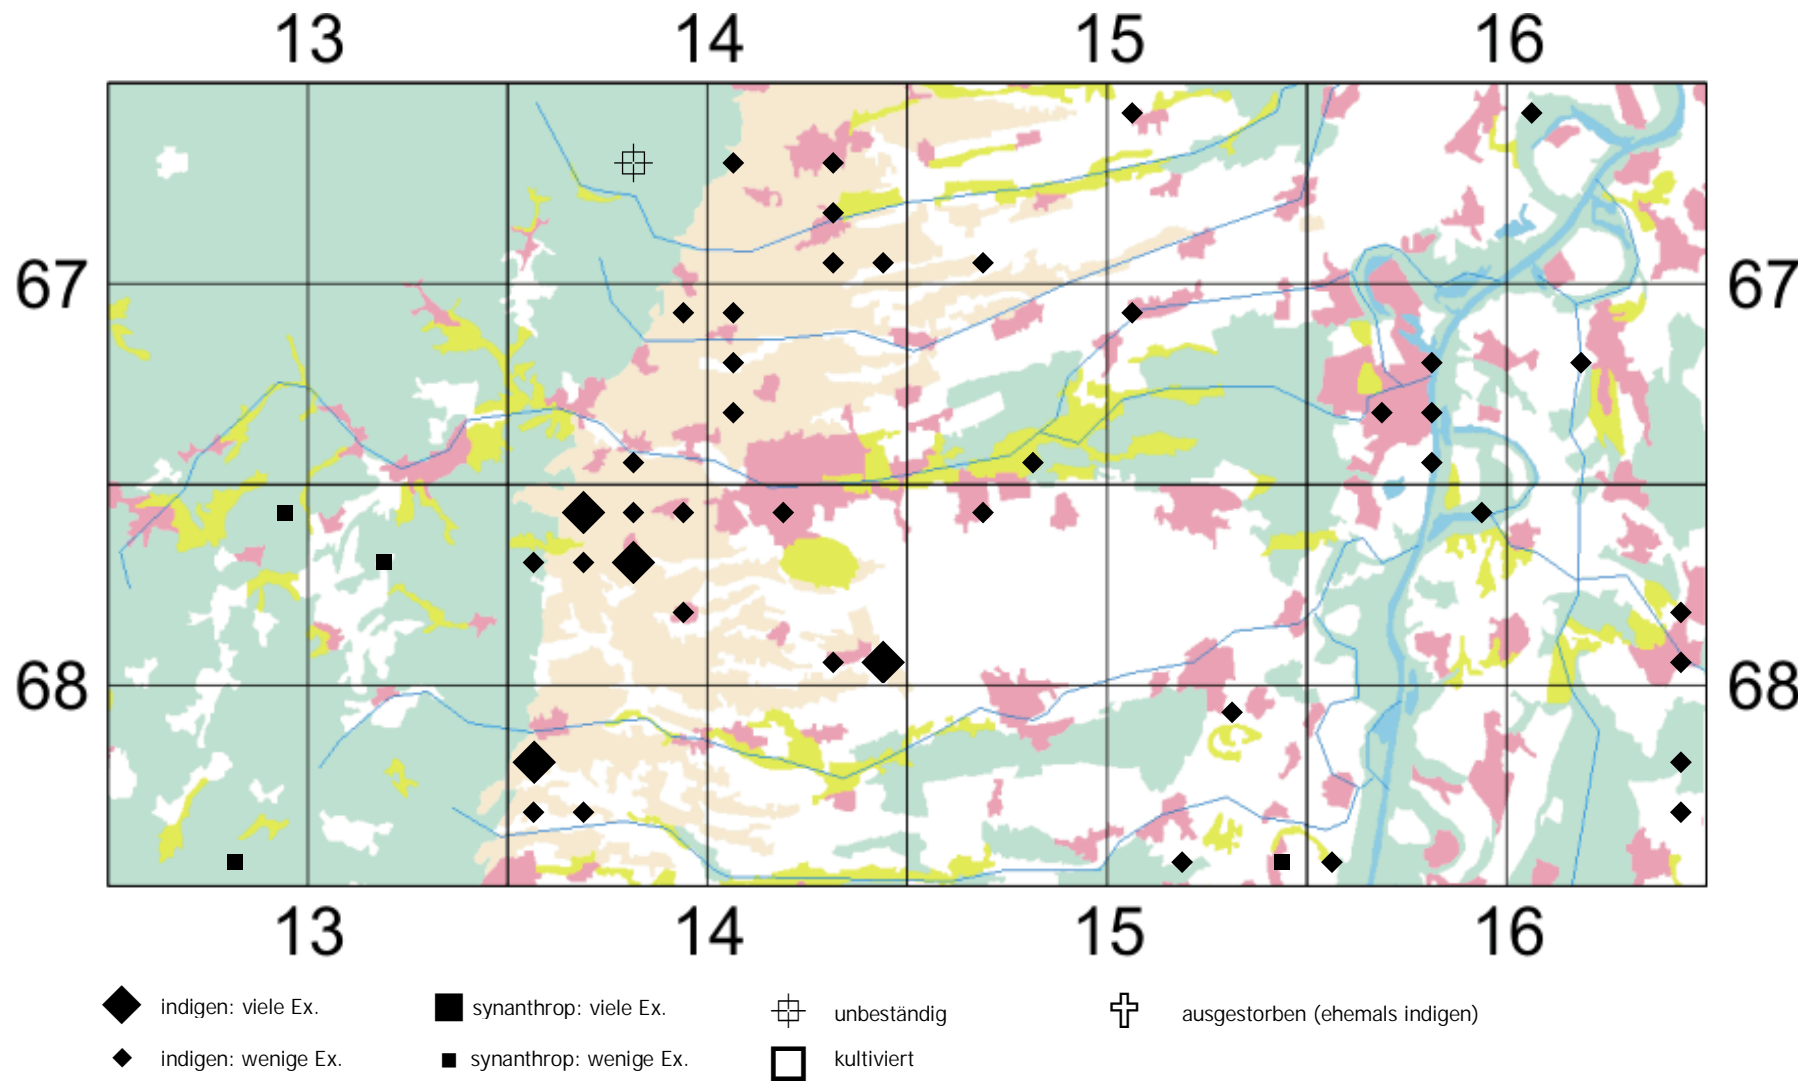 13 14 15 16
67 67
68 68
13 14 15 16
indigen: viele Ex. synanthrop: viele Ex. unbeständig ausgestorben (ehemals indigen)
indigen: wenige Ex. synanthrop: wenige Ex. kultiviert